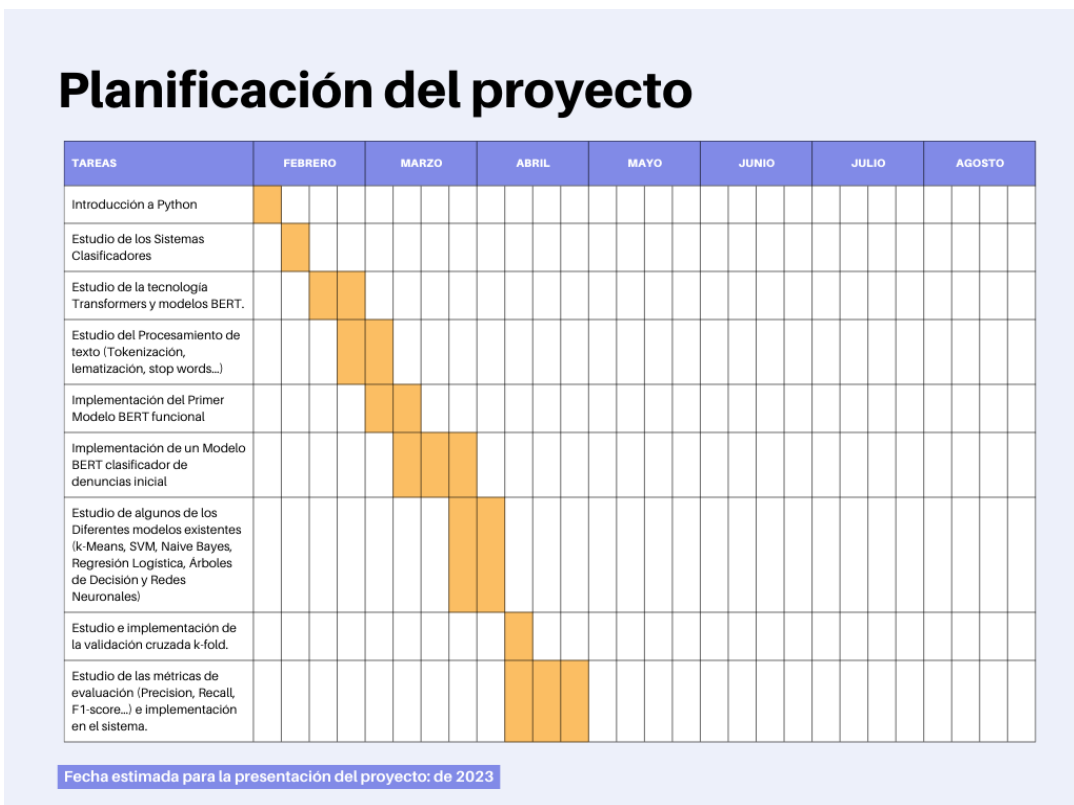 Planificación del proyecto
TAREAS FEBRERO MARZO ABRIL MAYO JUNIO JULIO AGOSTO
Introducción a Python
Estudio de los Sistemas
Clasificadores
Estudio de la tecnología
Transformers y modelos BERT.
Estudio del Procesamiento de
texto (Tokenización,
lematización, stop words...)
Implementación del Primer
Modelo BERT funcional
Implementación de un Modelo
BERT clasificador de
denuncias inicial
Estudio de algunos de los
Diferentes modelos existentes
(k-Means, SVM, Naive Bayes,
Regresión Logística, Árboles
de Decisión y Redes
Neuronales)
Estudio e implementación de
la validación cruzada k-fold.
Estudio de las métricas de
evaluación (Precision, Recall,
F1-score...) e implementación
en el sistema.
Fecha estimada para la presentación del proyecto: de 2023